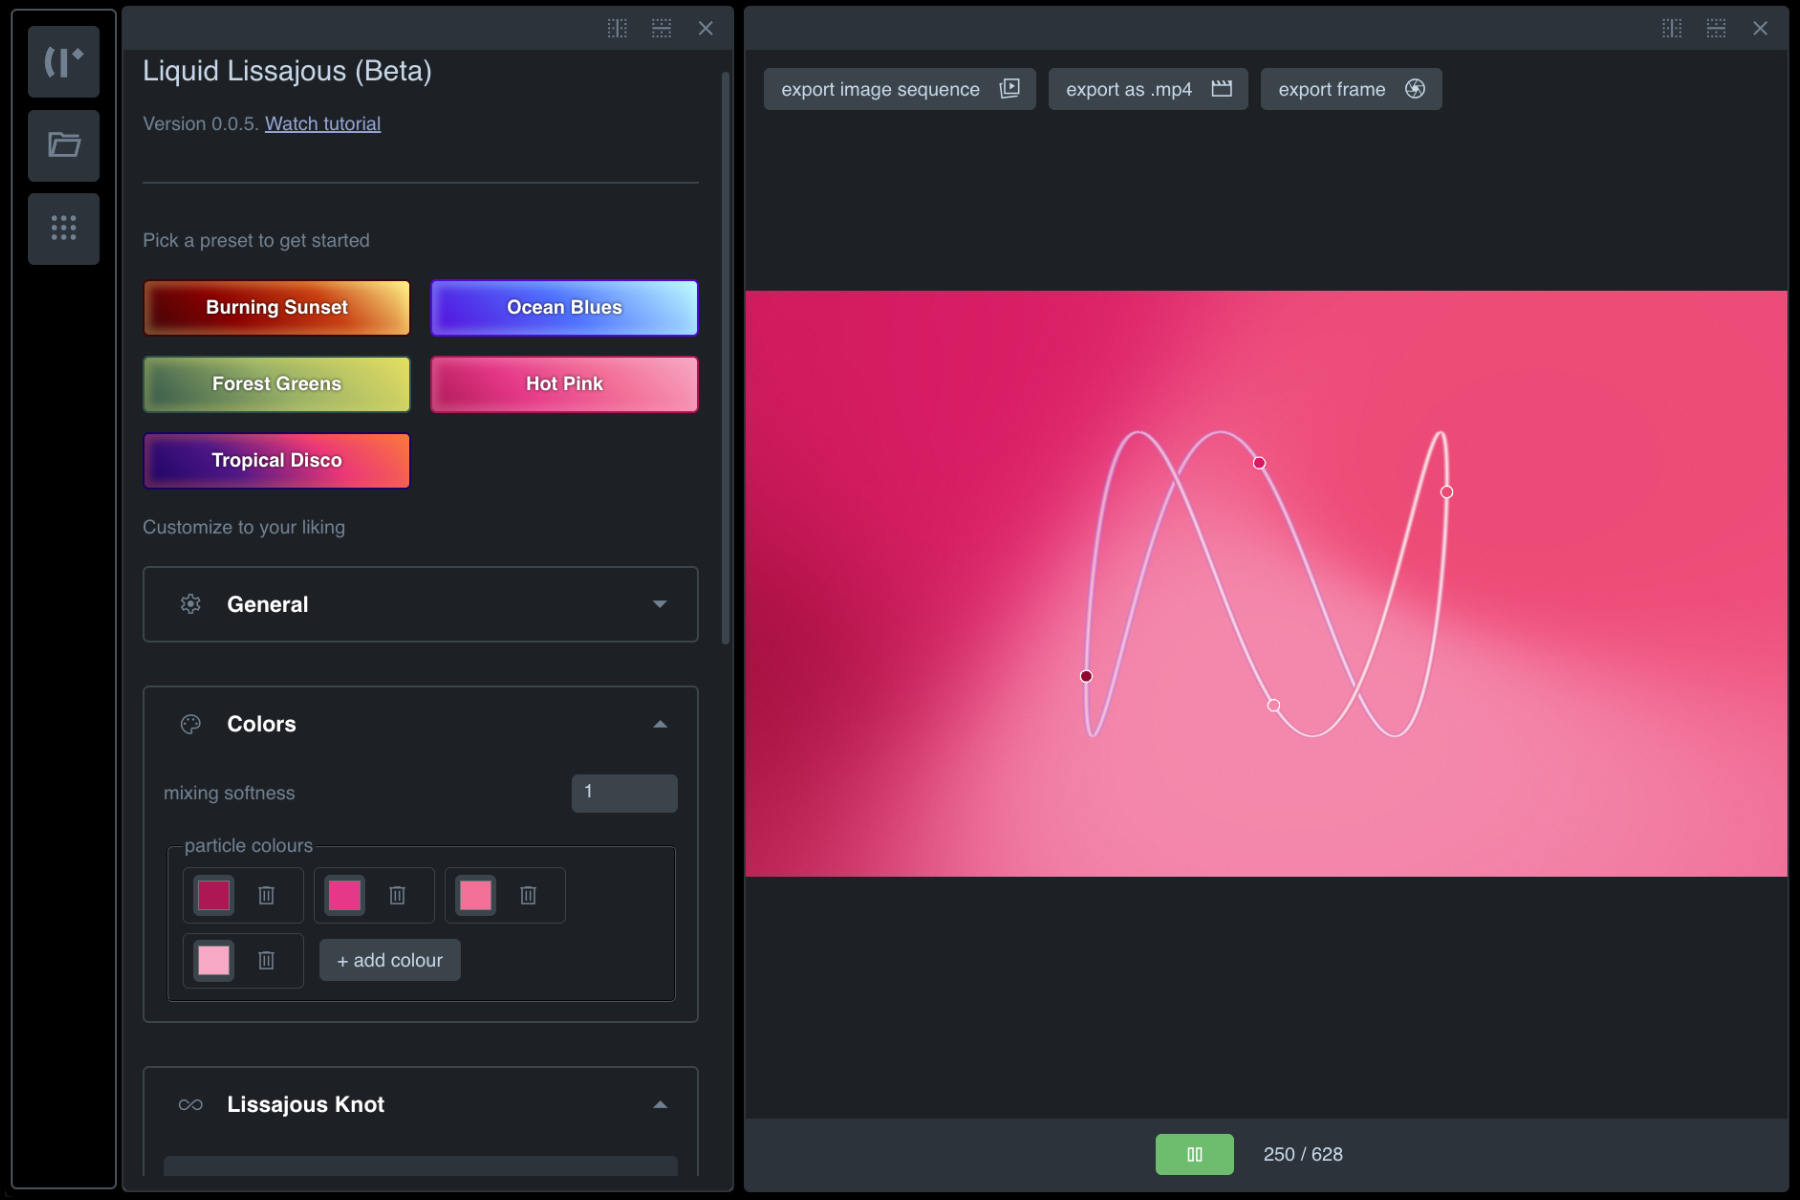 Liquid Lissajous (Beta)
Version 0.0.5. Watch tutorial
Pick a preset to get started
Burning Sunset
Ocean Blues
Forest Greens
Hot Pink
Tropical Disco
Customize to your liking
General
Colors
mixing softness
1
particle colours
+ add colour
Lissajous Knot
export image sequence
export as .mp4
export frame
250 / 628